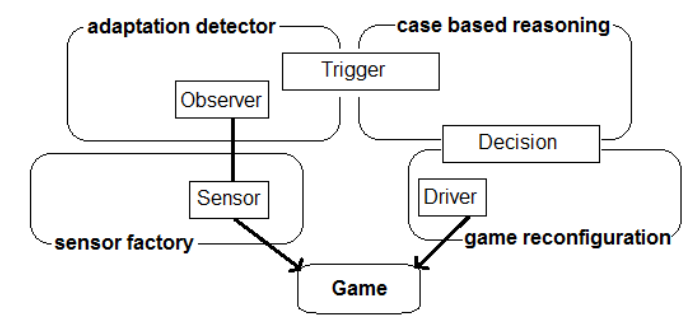 adaptation detector
case based reasoning
Trigger
Observer
Decision
Sensor
Driver
sensor factory
game reconfiguration
Game